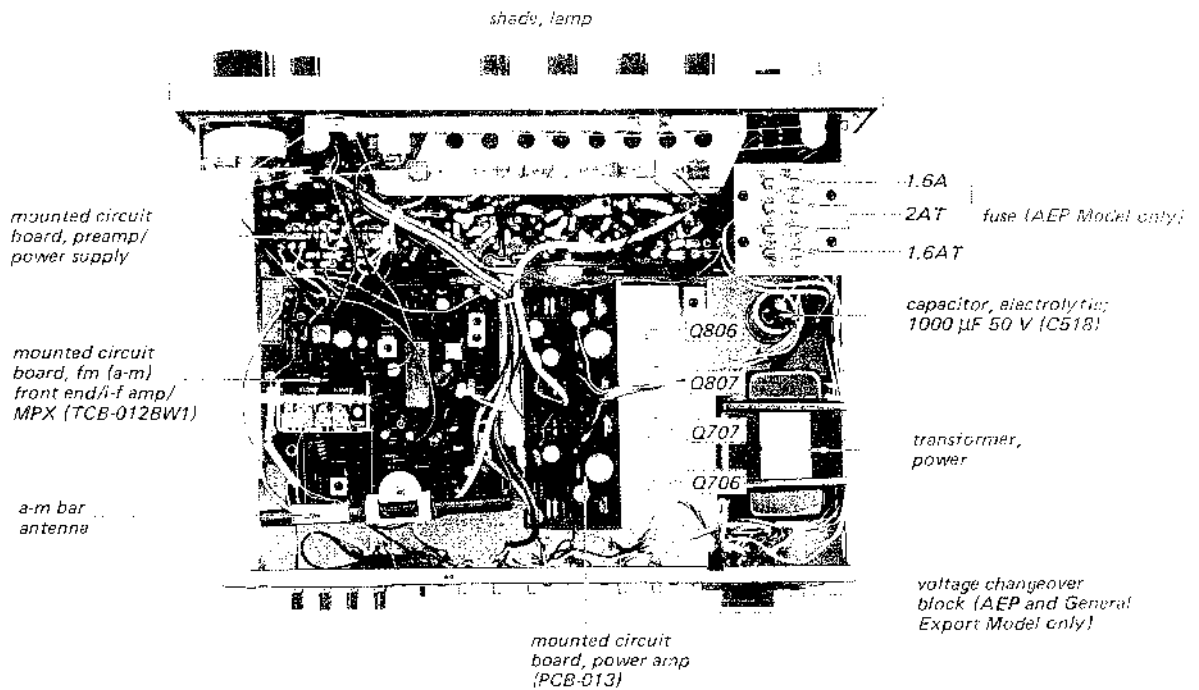 shade, lamp
1.6A
2AT
fuse (AEP Model only)
1.6AT
mounted circuit
board, preamp/
power supply
capacitor, electrolytic;
1000 µF 50 V (C518)
Q806
mounted circuit
board, fm (a-m)
front end/i-f amp/
MPX (TCB-012BW1)
Q807
Q707
transformer,
power
Q706
a-m bar
antenna
voltage changeover
block (AEP and General
Export Model only)
mounted circuit
board, power amp
(PCB-013)